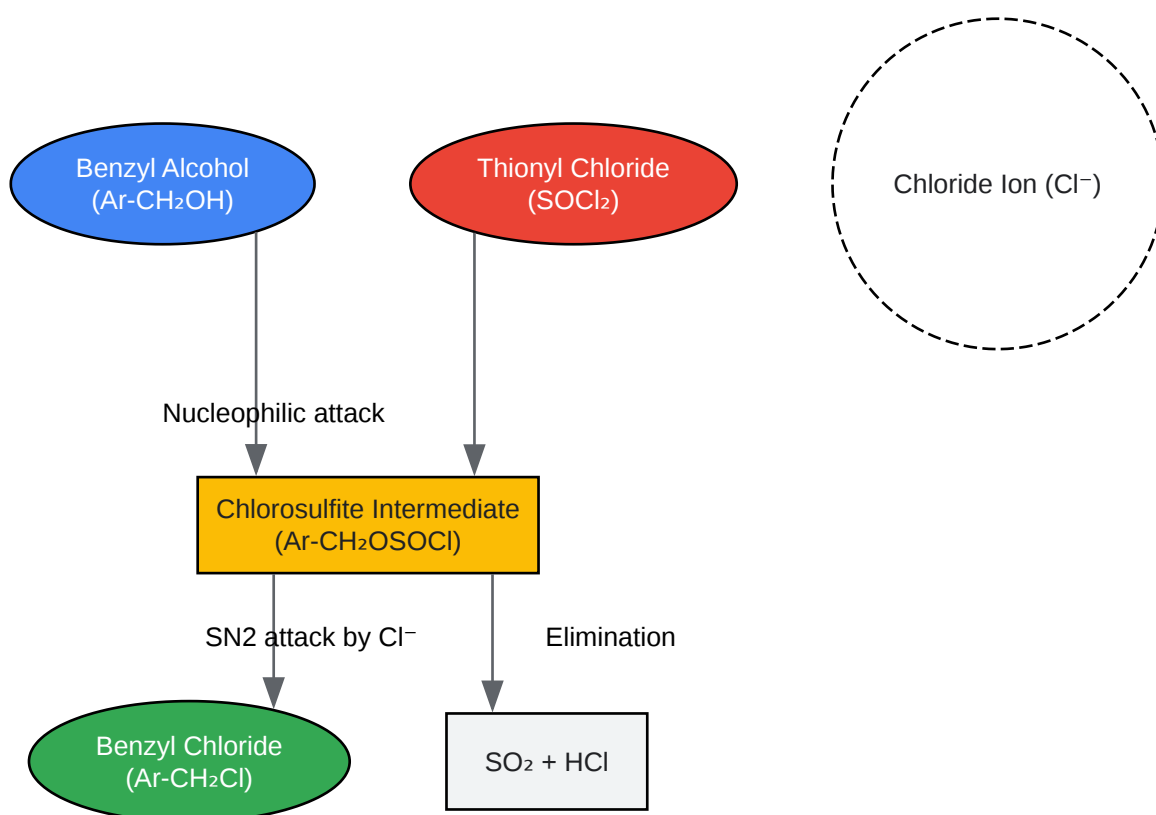 Benzyl Alcohol
(Ar-CH₂OH)
Thionyl Chloride
(SOCl₂)
Chloride Ion (Cl⁻)
Nucleophilic attack
Chlorosulfite Intermediate
(Ar-CH₂OSOCl)
SN2 attack by Cl⁻
Elimination
Benzyl Chloride
(Ar-CH₂Cl)
SO₂ + HCl